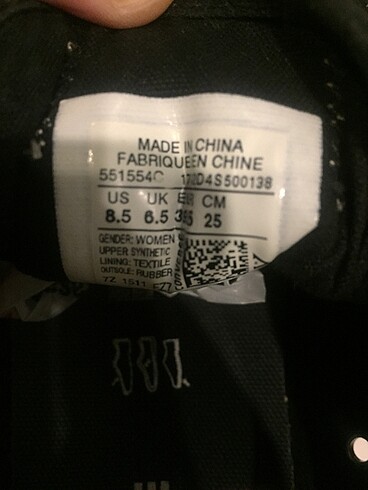 MADE IN CHINA
FABRIQUE EN CHINE
551554C
US UK CM
8.5 6.5 25
GENDER: WOMEN
UPPER SYNTHETIC
LINING: TEXTILE
OUTSOLE: RUBBER
CONVERSE